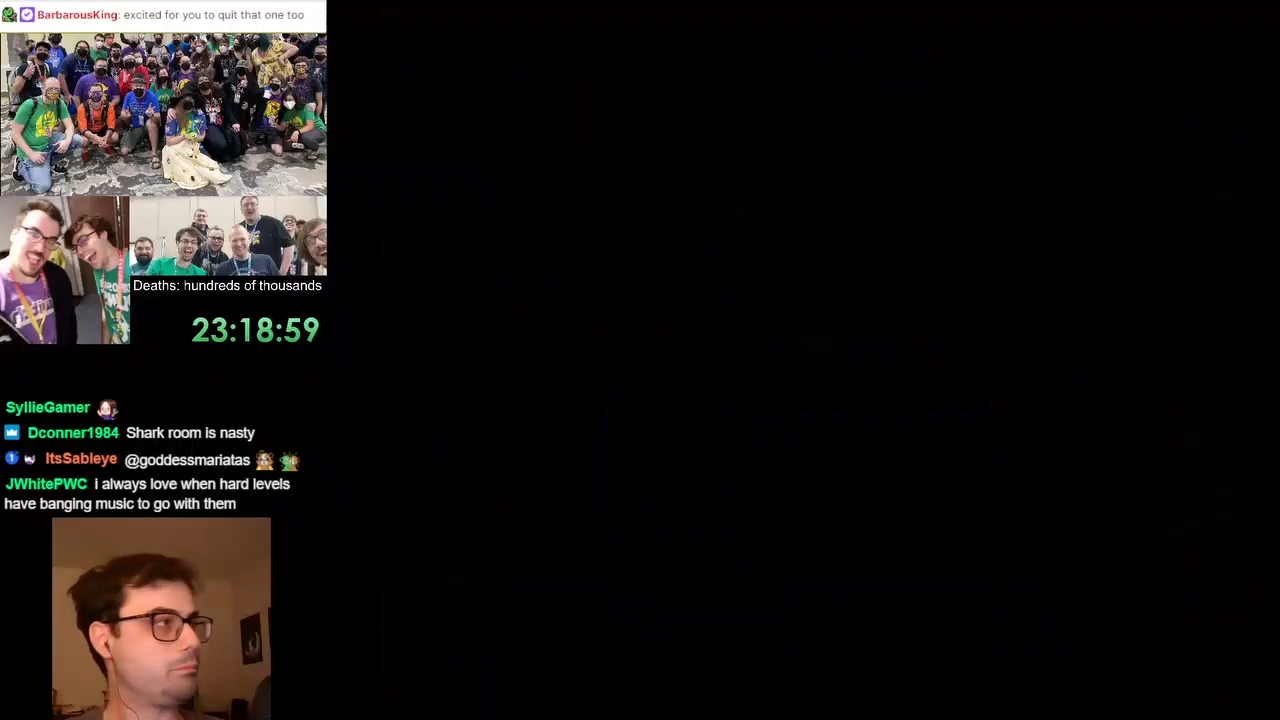 BarbarousKing: excited for you to quit that one too
Deaths: hundreds of thousands
23:18:59
SyllieGamer
Dconner1984 Shark room is nasty
1 ItsSableye @goddessmariatas
JWhitePWC i always love when hard levels
have banging music to go with them